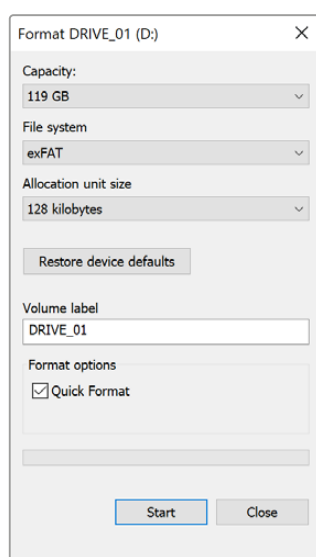 Format DRIVE_01 (D:)
Capacity:
119 GB
File system
exFAT
Allocation unit size
128 kilobytes
Restore device defaults
Volume label
DRIVE_01
Format options
Quick Format
Start Close